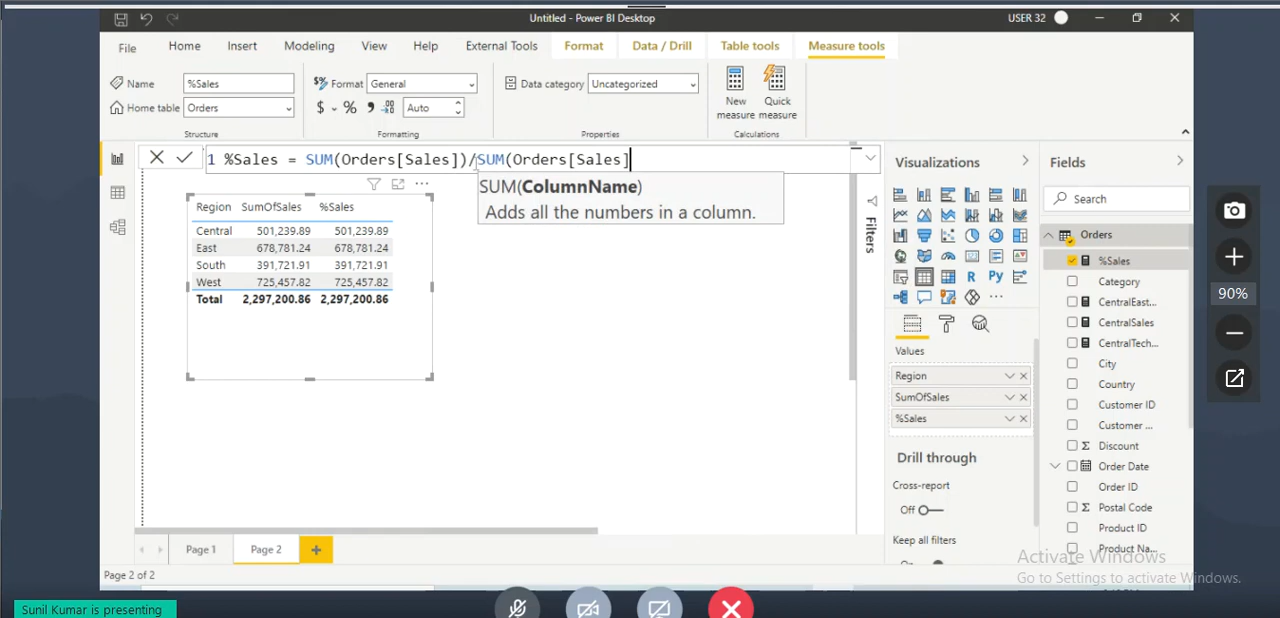 Untitled - Power BI Desktop
USER 32
File Home Insert Modeling View Help External Tools Format Data / Drill Table tools Measure tools
Name %Sales
Format General
Data category Uncategorized
Home table Orders
$ % 9 Auto
New measure
Quick measure
Structure Formatting Properties Calculations
1 %Sales = SUM(Orders[Sales])/SUM(Orders[Sales]
SUM(ColumnName)
Adds all the numbers in a column.
Region SumOfSales %Sales
Central 501,239.89 501,239.89
East 678,781.24 678,781.24
South 391,721.91 391,721.91
West 725,457.82 725,457.82
Total 2,297,200.86 2,297,200.86
Filters
Visualizations
R Py
Values
Region
SumOfSales
%Sales
Drill through
Cross-report
Off
Keep all filters
On
Fields
Search
Orders
%Sales
Category
CentralEast...
CentralSales
CentralTech...
City
Country
Customer ID
Customer ...
Σ Discount
Order Date
Order ID
Σ Postal Code
Product ID
Product Na...
90%
Page 1 Page 2 +
Page 2 of 2
Activate Windows
Go to Settings to activate Windows.
Sunil Kumar is presenting